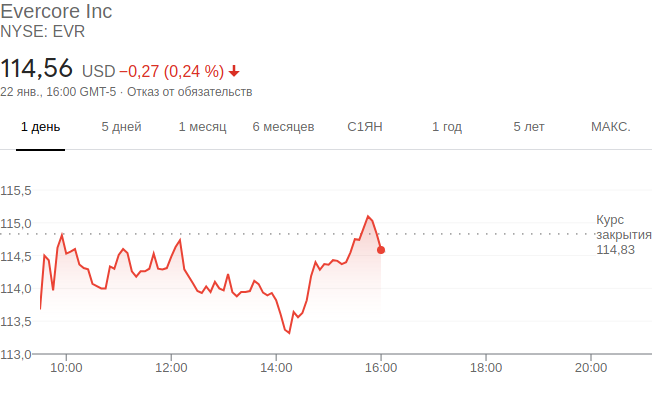 Evercore Inc
NYSE: EVR
114,56 USD −0,27 (0,24 %)
22 янв., 16:00 GMT-5 · Отказ от обязательств
1 день 5 дней 1 месяц 6 месяцев С1ЯН 1 год 5 лет МАКС.
115,5
115,0
114,5
114,0
113,5
113,0
Курс
закрытия
114,83
10:00 12:00 14:00 16:00 18:00 20:00